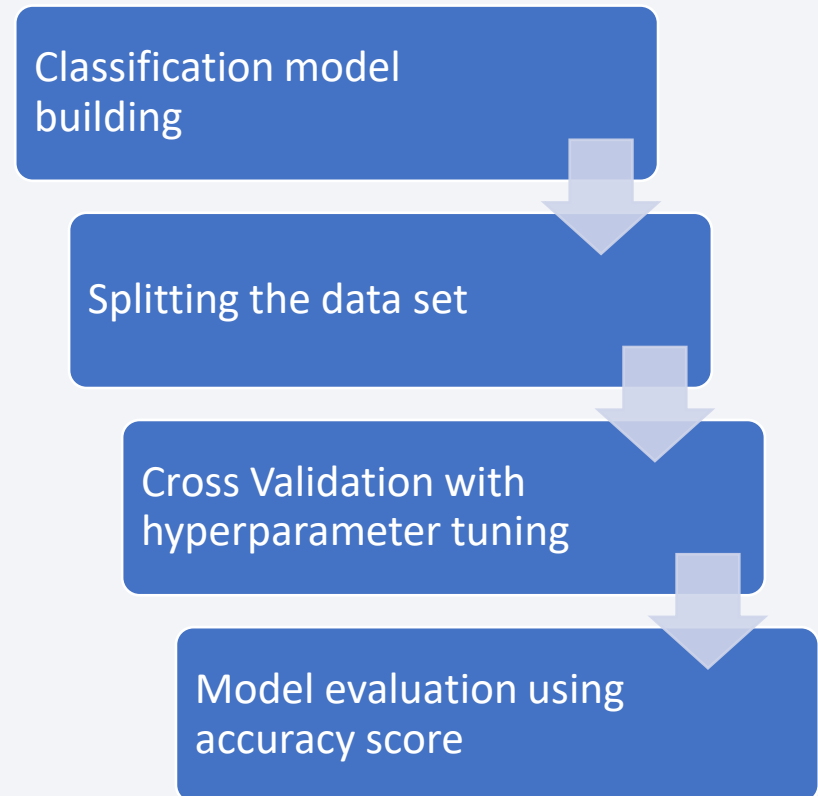 Classification model
building
Splitting the data set
Cross Validation with
hyperparameter tuning
Model evaluation using
accuracy score